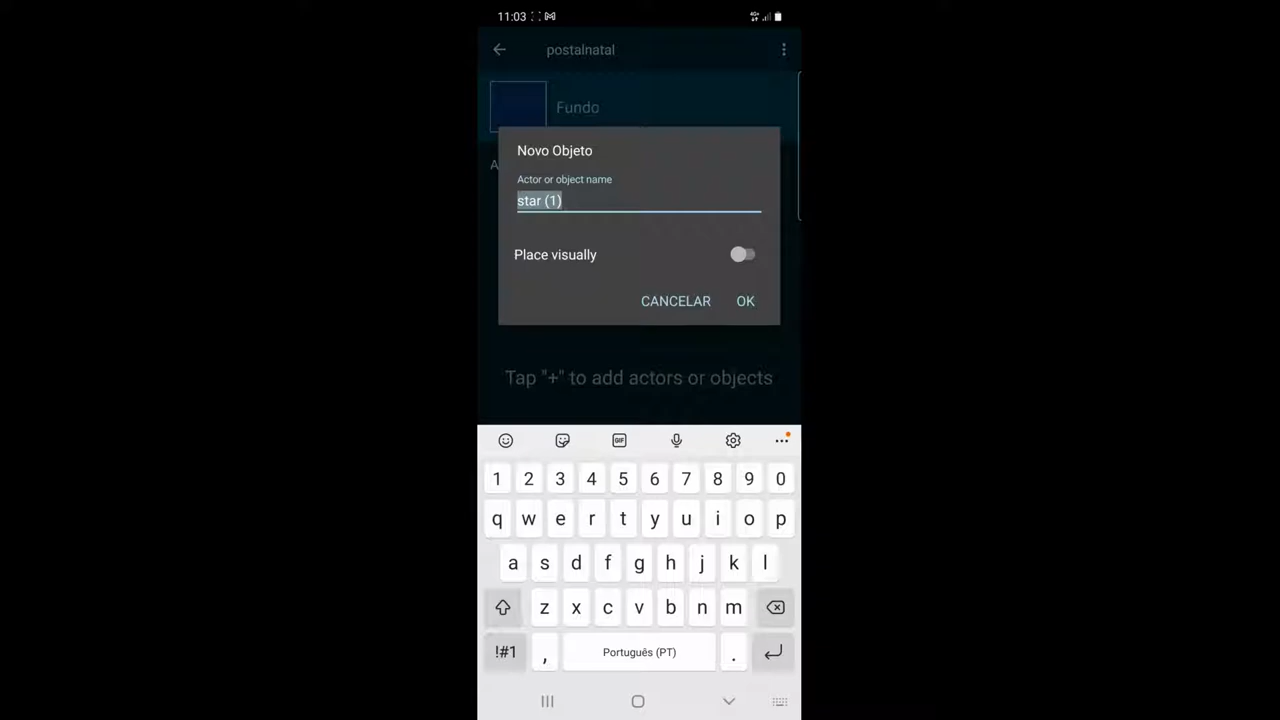 11:03
postalnatal
Fundo
A
Novo Objeto
Actor or object name
star (1)
Place visually
CANCELAR OK
Tap "+" to add actors or objects
GIF
1 2 3 4 5 6 7 8 9 0
q w e r t y u i o p
a s d f g h j k l
z x c v b n m
!#1 , Português (PT) .